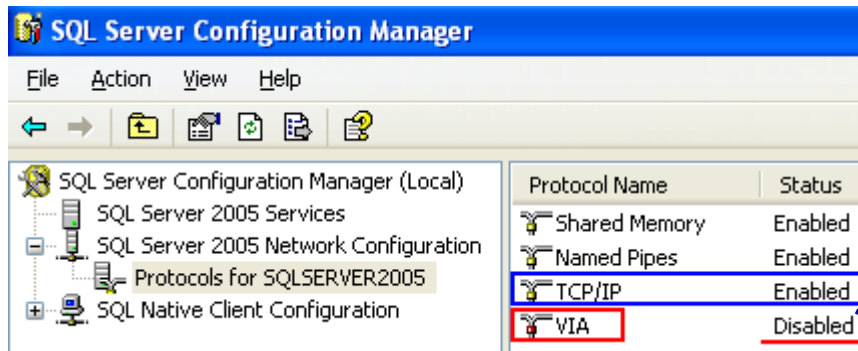 SQL Server Configuration Manager
File Action View Help
SQL Server Configuration Manager (Local)
SQL Server 2005 Services
SQL Server 2005 Network Configuration
Protocols for SQLSERVER2005
SQL Native Client Configuration
Protocol Name Status
Shared Memory Enabled
Named Pipes Enabled
TCP/IP Enabled
VIA Disabled